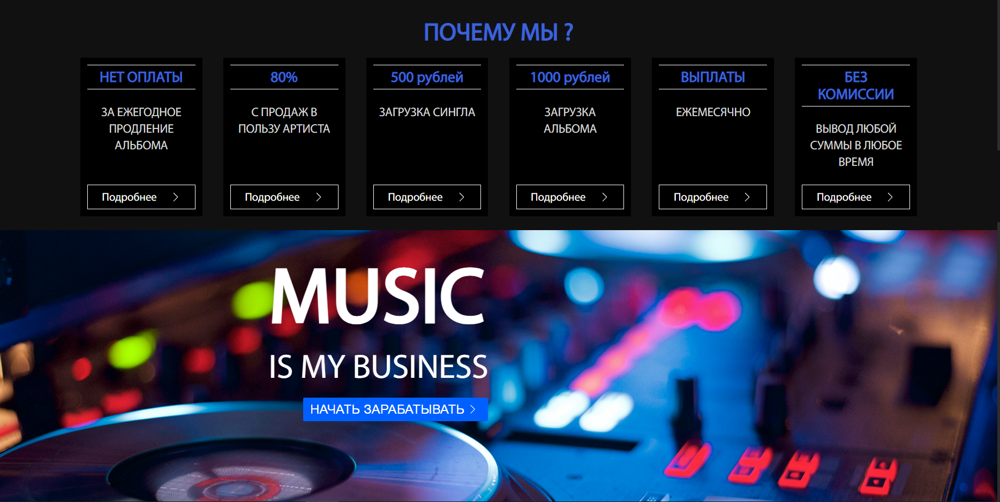 ПОЧЕМУ МЫ ?
НЕТ ОПЛАТЫ
ЗА ЕЖЕГОДНОЕ
ПРОДЛЕНИЕ
АЛЬБОМА
Подробнее
80%
С ПРОДАЖ В
ПОЛЬЗУ АРТИСТА
Подробнее
500 рублей
ЗАГРУЗКА СИНГЛА
Подробнее
1000 рублей
ЗАГРУЗКА
АЛЬБОМА
Подробнее
ВЫПЛАТЫ
ЕЖЕМЕСЯЧНО
Подробнее
БЕЗ
КОМИССИИ
ВЫВОД ЛЮБОЙ
СУММЫ В ЛЮБОЕ
ВРЕМЯ
Подробнее
MUSIC
IS MY BUSINESS
НАЧАТЬ ЗАРАБАТЫВАТЬ